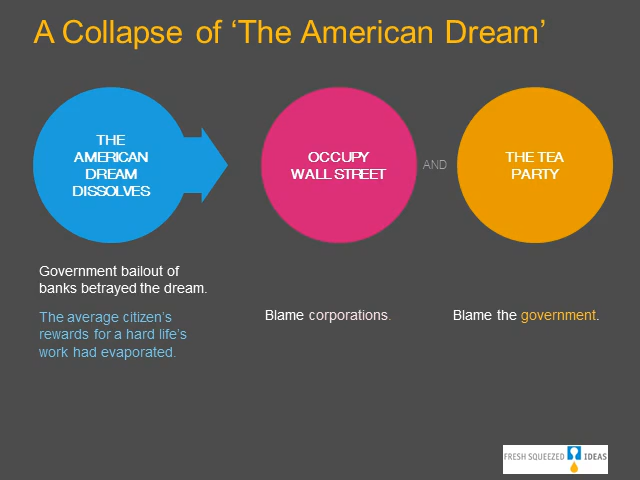 A Collapse of ‘The American Dream’
THE
AMERICAN
DREAM
DISSOLVES
OCCUPY
WALL STREET
AND
THE TEA
PARTY
Government bailout of
banks betrayed the dream.
The average citizen’s
rewards for a hard life’s
work had evaporated.
Blame corporations.
Blame the government.
FRESH SQUEEZED IDEAS